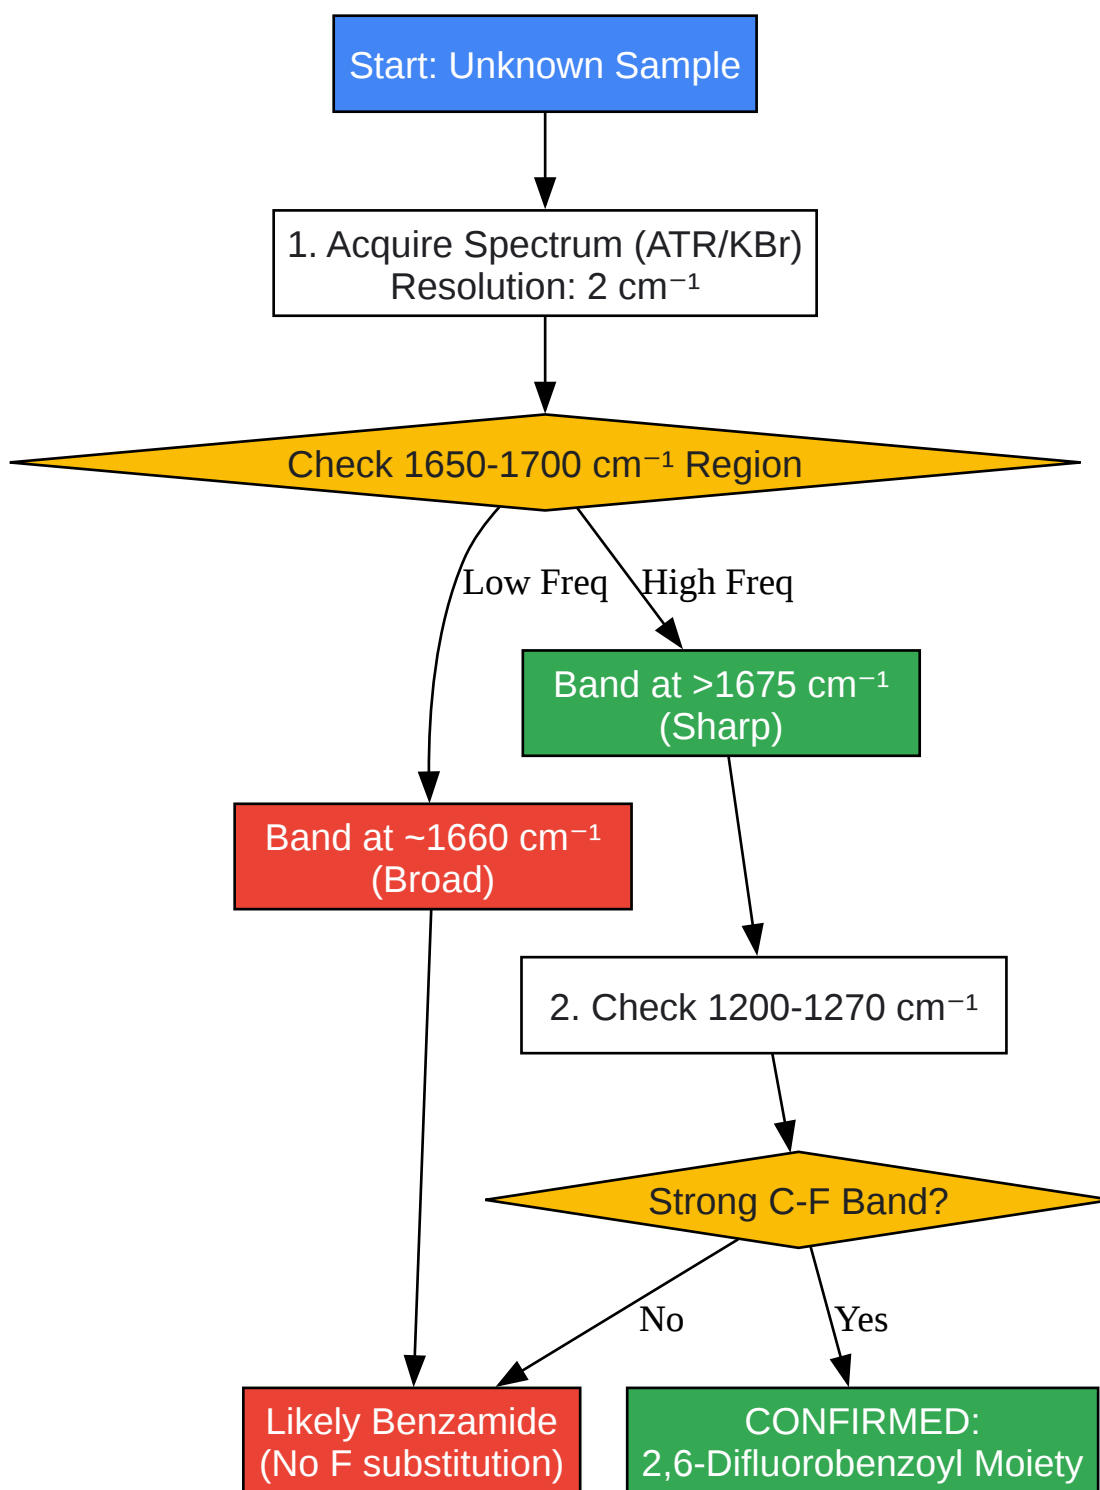 Start: Unknown Sample
1. Acquire Spectrum (ATR/KBr)
Resolution: 2 cm⁻¹
Check 1650-1700 cm⁻¹ Region
Low Freq
High Freq
Band at >1675 cm⁻¹
(Sharp)
Band at ~1660 cm⁻¹
(Broad)
2. Check 1200-1270 cm⁻¹
Strong C-F Band?
No
Yes
Likely Benzamide
(No F substitution)
CONFIRMED:
2,6-Difluorobenzoyl Moiety